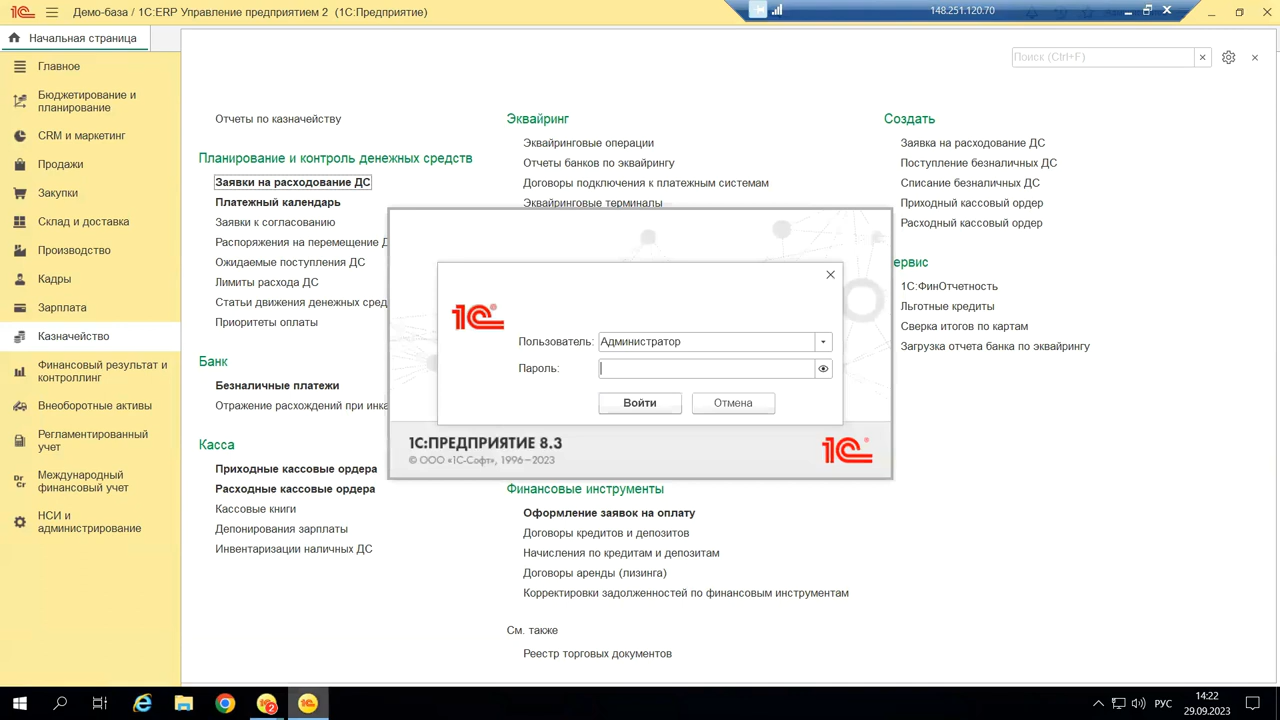 1С Демо-база / 1С:ERP Управление предприятием 2 (1С:Предприятие)
148.251.120.70
Начальная страница
Поиск (Ctrl+F)
Главное
Бюджетирование и
планирование
CRM и маркетинг
Продажи
Закупки
Склад и доставка
Производство
Кадры
Зарплата
Казначейство
Финансовый результат и
контроллинг
Внеоборотные активы
Регламентированный
учет
Dr
Cr
Международный
финансовый учет
НСИ и
администрирование
Отчеты по казначейству
Планирование и контроль денежных средств
Заявки на расходование ДС
Платежный календарь
Заявки к согласованию
Распоряжения на перемещение Д
Ожидаемые поступления ДС
Лимиты расхода ДС
Статьи движения денежных сред
Приоритеты оплаты
Банк
Безналичные платежи
Отражение расхождений при инка
Касса
Приходные кассовые ордера
Расходные кассовые ордера
Кассовые книги
Депонирования зарплаты
Инвентаризации наличных ДС
Эквайринг
Эквайринговые операции
Отчеты банков по эквайрингу
Договоры подключения к платежным системам
Эквайринговые терминалы
1С
Пользователь: Администратор
Пароль:
Войти Отмена
1С:ПРЕДПРИЯТИЕ 8.3
© ООО «1С-Софт», 1996–2023
1С
Финансовые инструменты
Оформление заявок на оплату
Договоры кредитов и депозитов
Начисления по кредитам и депозитам
Договоры аренды (лизинга)
Корректировки задолженностей по финансовым инструментам
См. также
Реестр торговых документов
Создать
Заявка на расходование ДС
Поступление безналичных ДС
Списание безналичных ДС
Приходный кассовый ордер
Расходный кассовый ордер
ервис
1С:ФинОтчетность
Льготные кредиты
Сверка итогов по картам
Загрузка отчета банка по эквайрингу
2
РУС
14:22
29.09.2023